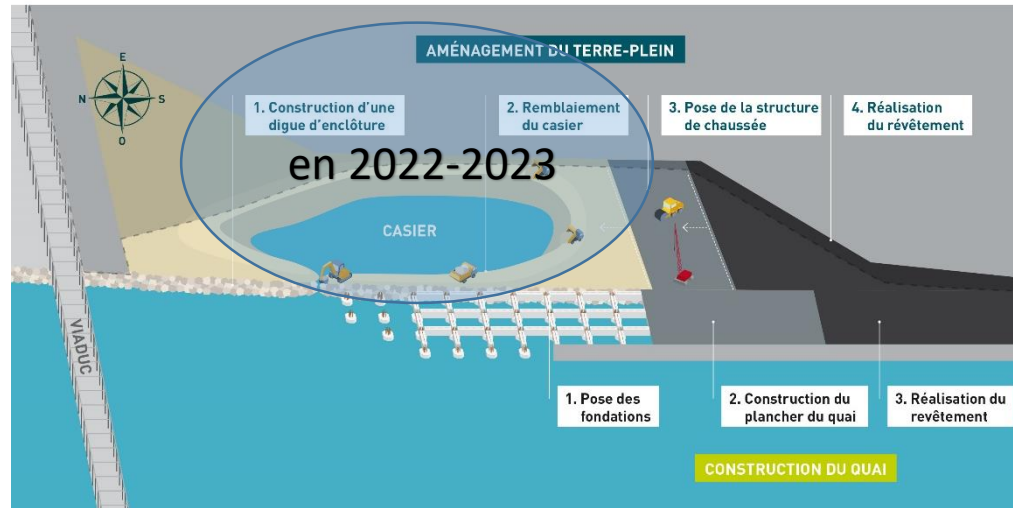 AMÉNAGEMENT DU TERRE-PLEIN
E
N
S
O
1. Construction d'une
digue d'enclôture
2. Remblaiement
du casier
3. Pose de la structure
de chaussée
4. Réalisation
du révêtement
en 2022-2023
CASIER
VIADUC
1. Pose des
fondations
2. Construction du
plancher du quai
3. Réalisation du
revêtement
CONSTRUCTION DU QUAI